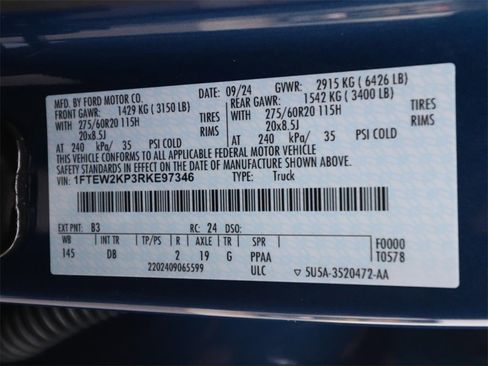 MFD. BY FORD MOTOR CO. DATE: 09/24 GVWR: 2915 KG ( 6426 LB)
FRONT GAWR: 1429 KG ( 3150 LB) REAR GAWR: 1542 KG ( 3400 LB)
WITH 275/60R20 115H TIRES WITH 275/60R20 115H TIRES
20x8.5J RIMS 20x8.5J RIMS
AT 240 kPa/ 35 PSI COLD AT 240 kPa/ 35 PSI COLD
THIS VEHICLE CONFORMS TO ALL APPLICABLE FEDERAL MOTOR VEHICLE
SAFETY STANDARDS IN EFFECT ON THE DATE OF MANUFACTURE SHOWN ABOVE.
VIN: 1FTEW2KP3RKE97346 TYPE: Truck
EXT PNT: B3 RC: 24 DSO:
WB INT TR TP/PS R AXLE TR SPR F0000
145 DB 2 19 G PPAA T0578
2202409065599 ULC 5U5A-3520472-AA